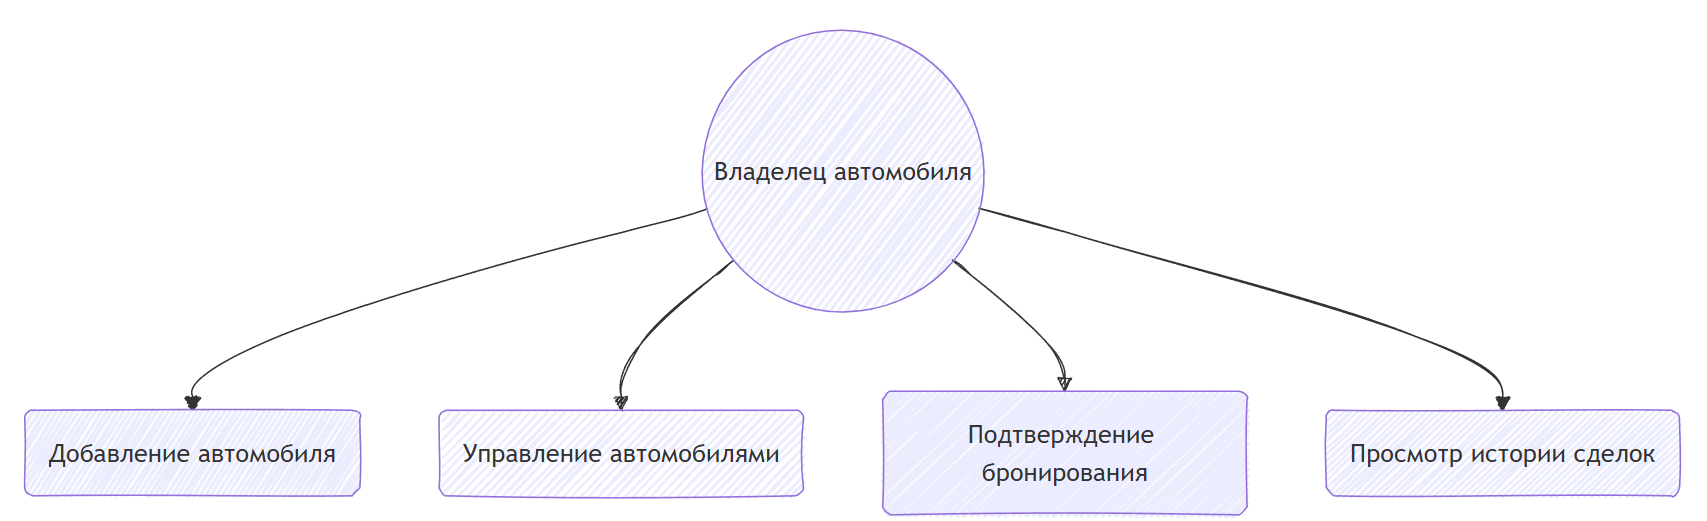 Владелец автомобиля
Добавление автомобиля
Управление автомобилями
Подтверждение
бронирования
Просмотр истории сделок